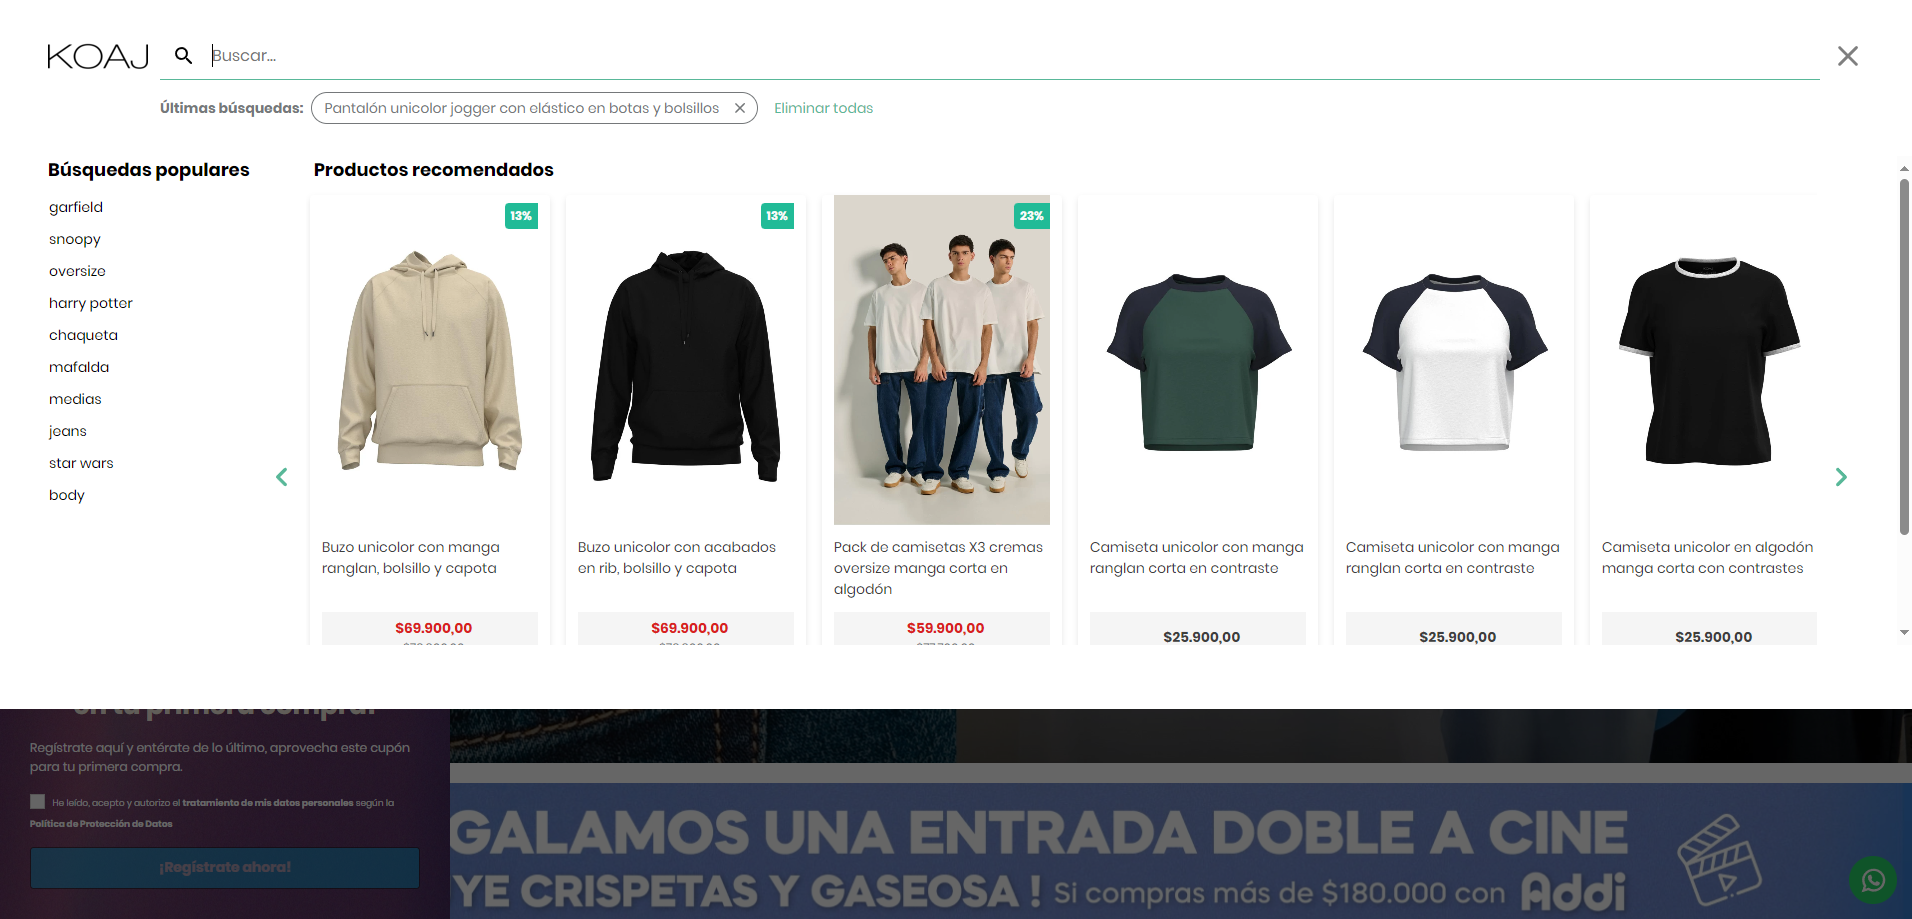 KOAJ
Buscar...
Últimas búsquedas:
Pantalón unicolor jogger con elástico en botas y bolsillos
Eliminar todas
Búsquedas populares
garfield
snoopy
oversize
harry potter
chaqueta
mafalda
medias
jeans
star wars
body
Productos recomendados
13%
13%
23%
Buzo unicolor con manga
ranglan, bolsillo y capota
$69.900,00
Buzo unicolor con acabados
en rib, bolsillo y capota
$69.900,00
Pack de camisetas X3 cremas
oversize manga corta en
algodón
$59.900,00
Camiseta unicolor con manga
ranglan corta en contraste
$25.900,00
Camiseta unicolor con manga
ranglan corta en contraste
$25.900,00
Camiseta unicolor en algodón
manga corta con contrastes
$25.900,00
en tu primera compra!
Regístrate aquí y entérate de lo último, aprovecha este cupón
para tu primera compra.
He leído, acepto y autorizo el tratamiento de mis datos personales según la
Política de Protección de Datos
¡Regístrate ahora!
GALAMOS UNA ENTRADA DOBLE A CINE
YE CRISPETAS Y GASEOSA ! Si compras más de $180.000 con Addi